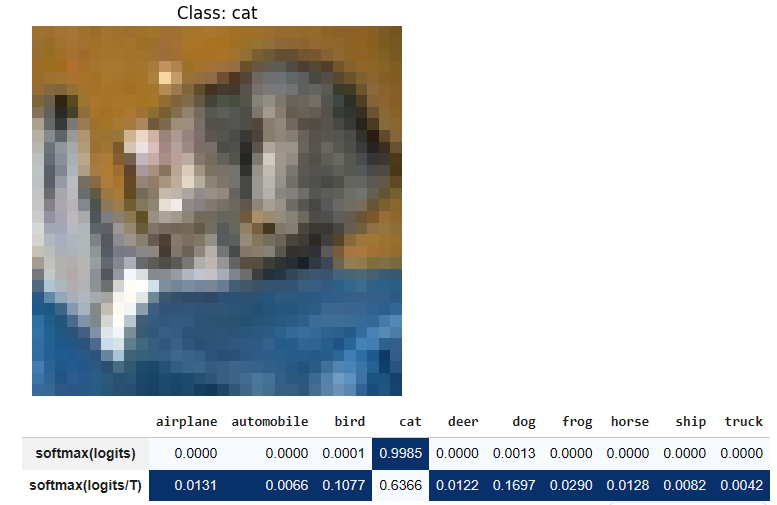 Class: cat
airplane automobile bird cat deer dog frog horse ship truck
softmax(logits) 0.0000 0.0000 0.0001 0.9985 0.0000 0.0013 0.0000 0.0000 0.0000 0.0000
softmax(logits/T) 0.0131 0.0066 0.1077 0.6366 0.0122 0.1697 0.0290 0.0128 0.0082 0.0042